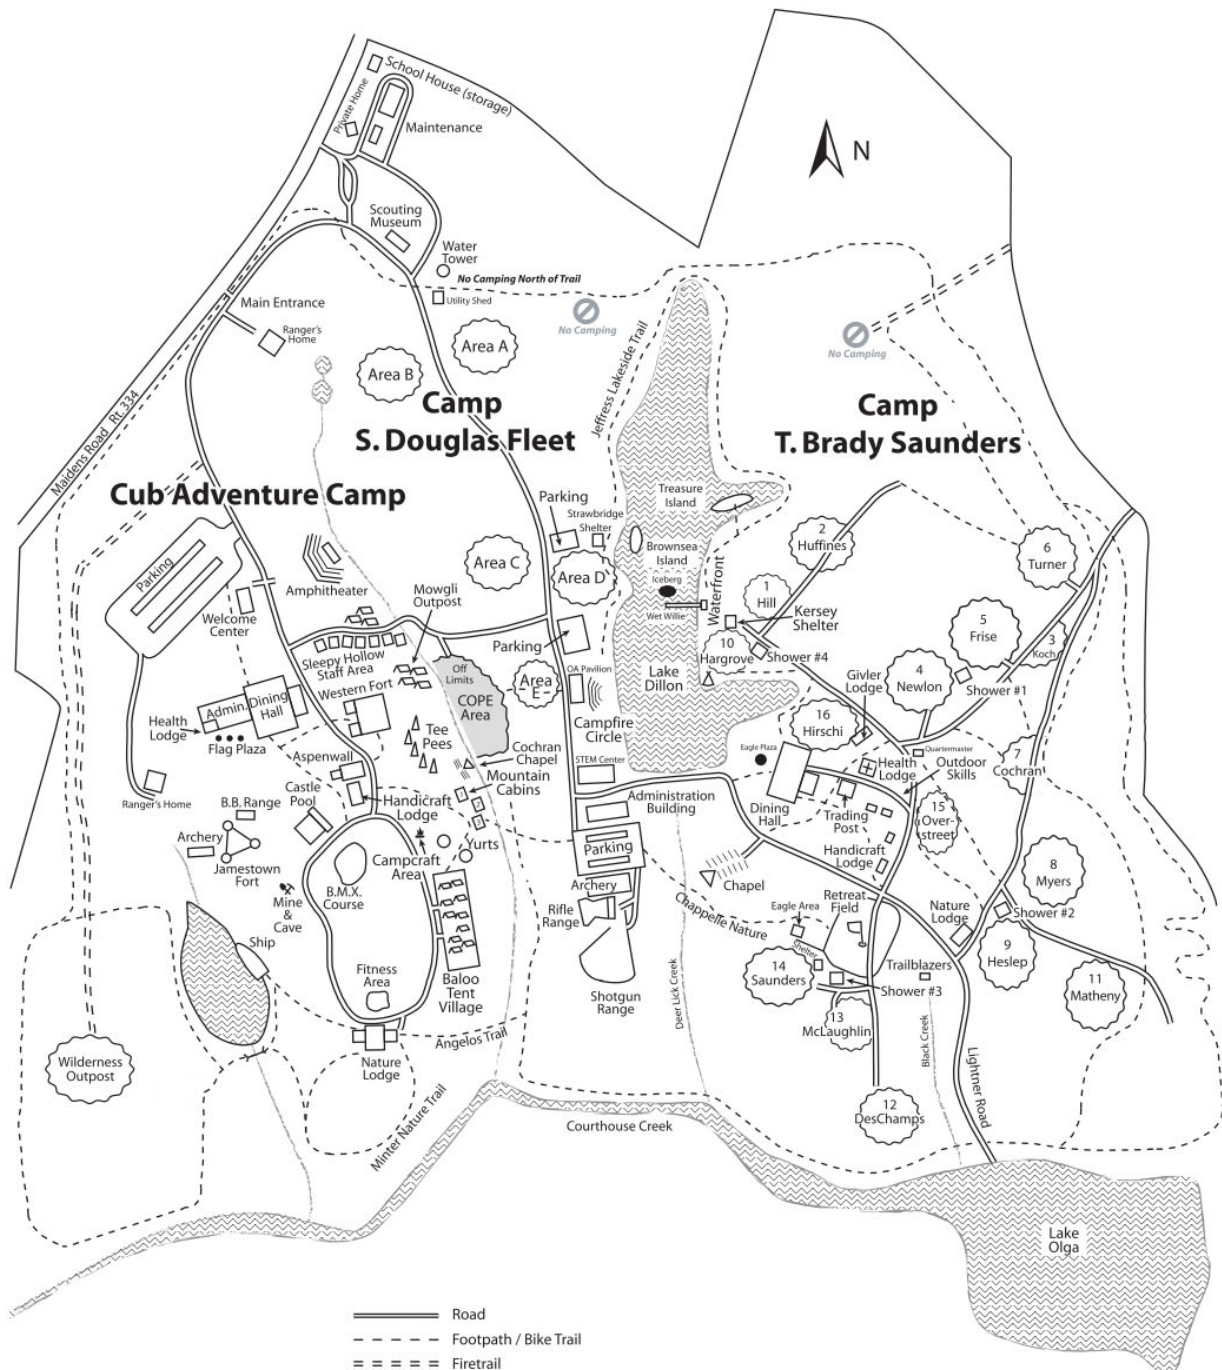 School House (storage)
Private Home
Maintenance
N
Scouting
Museum
Water
Tower
No Camping North of Trail
Utility Shed
Main Entrance
Ranger's
Home
No Camping
No Camping
Area A
Area B
Jeffress Lakeside Trail
Camp
S. Douglas Fleet
Camp
T. Brady Saunders
Maidens Road Rt. 334
Cub Adventure Camp
Parking
Strawbridge
Shelter
Treasure
Island
2
Huffines
6
Turner
Parking
Amphitheater
Area C
Area D
Brownsea
Island
Iceberg
Wet Willie
Waterfront
1
Hill
Kersey
Shelter
5
Frise
3
Koch
Mowgli
Outpost
Welcome
Center
Sleepy Hollow
Staff Area
Parking
10
Hargrove
Shower #4
4
Newlon
Shower #1
Givler
Lodge
Off
Limits
COPE
Area
Area
E
OA Pavilion
Lake
Dillon
Western Fort
Admin.
Dining
Hall
Health
Lodge
Flag Plaza
Tee
Pees
Campfire
Circle
16
Hirschi
Quartermaster
Eagle Plaza
Health
Lodge
Outdoor
Skills
7
Cochran
Aspenwall
Cochran
Chapel
Mountain
Cabins
1
2
3
STEM Center
Ranger's Home
B.B. Range
Castle
Pool
Handicraft
Lodge
Administration
Building
Dining
Hall
Trading
Post
15
Over-
street
Archery
Jamestown
Fort
Campcraft
Area
Yurts
Parking
Handicraft
Lodge
8
Myers
Mine
&
Cave
B.M.X.
Course
Archery
Rifle
Range
Chapel
Chappelle Nature
Eagle Area
Retreat
Field
Nature
Lodge
Shower #2
Ship
Shelter
14
Saunders
Trailblazers
9
Heslep
Fitness
Area
Baloo
Tent
Village
Shotgun
Range
Shower #3
11
Matheny
Deer Lick Creek
13
McLaughlin
Black Creek
Angelos Trail
Wilderness
Outpost
Nature
Lodge
Lightner Road
12
DesChamps
Minter Nature Trail
Courthouse Creek
Lake
Olga
Road
Footpath / Bike Trail
Firetrail